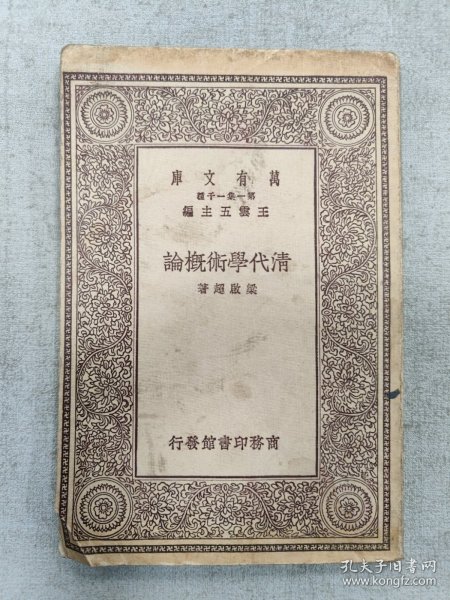 萬有文庫
第一集一千種
王雲五主編
清代學術概論
梁啟超著
商務印書館發行
孔夫子旧书网
www.kongfz.com